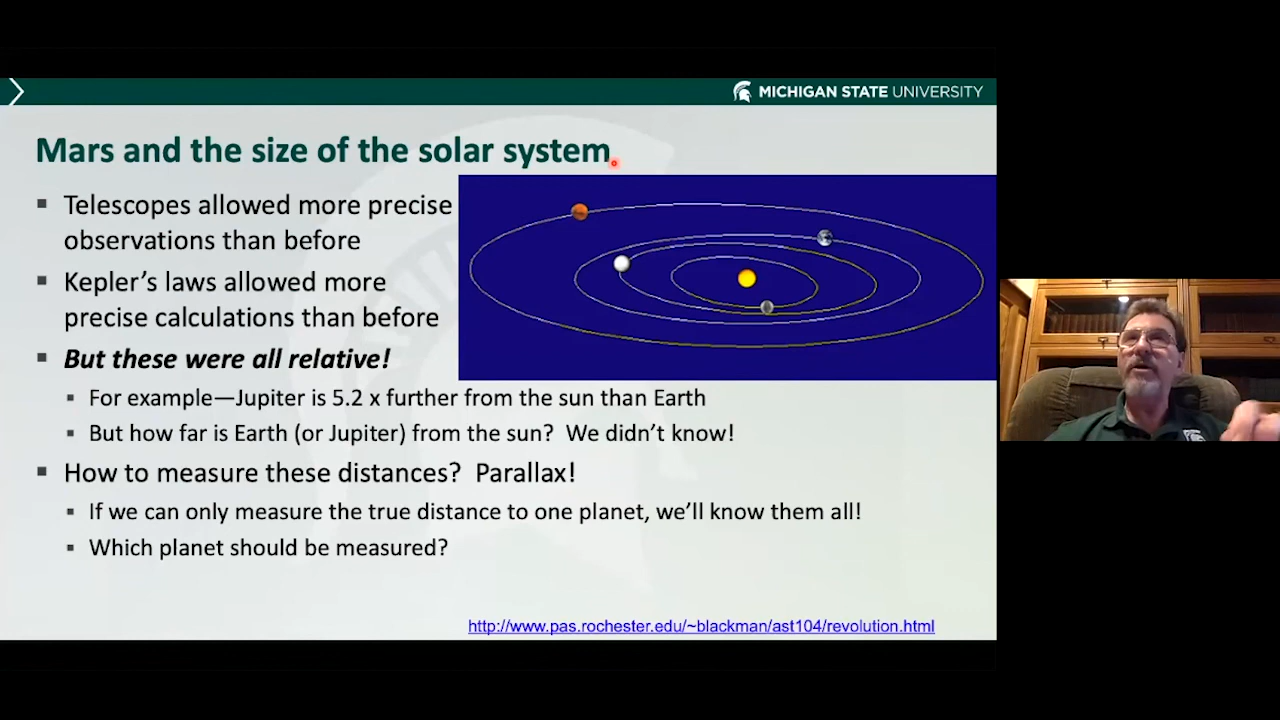 MICHIGAN STATE UNIVERSITY
Mars and the size of the solar system.
▪ Telescopes allowed more precise
observations than before
▪ Kepler’s laws allowed more
precise calculations than before
▪ But these were all relative!
▪ For example—Jupiter is 5.2 x further from the sun than Earth
▪ But how far is Earth (or Jupiter) from the sun?  We didn’t know!
▪ How to measure these distances?  Parallax!
▪ If we can only measure the true distance to one planet, we’ll know them all!
▪ Which planet should be measured?
http://www.pas.rochester.edu/~blackman/ast104/revolution.html